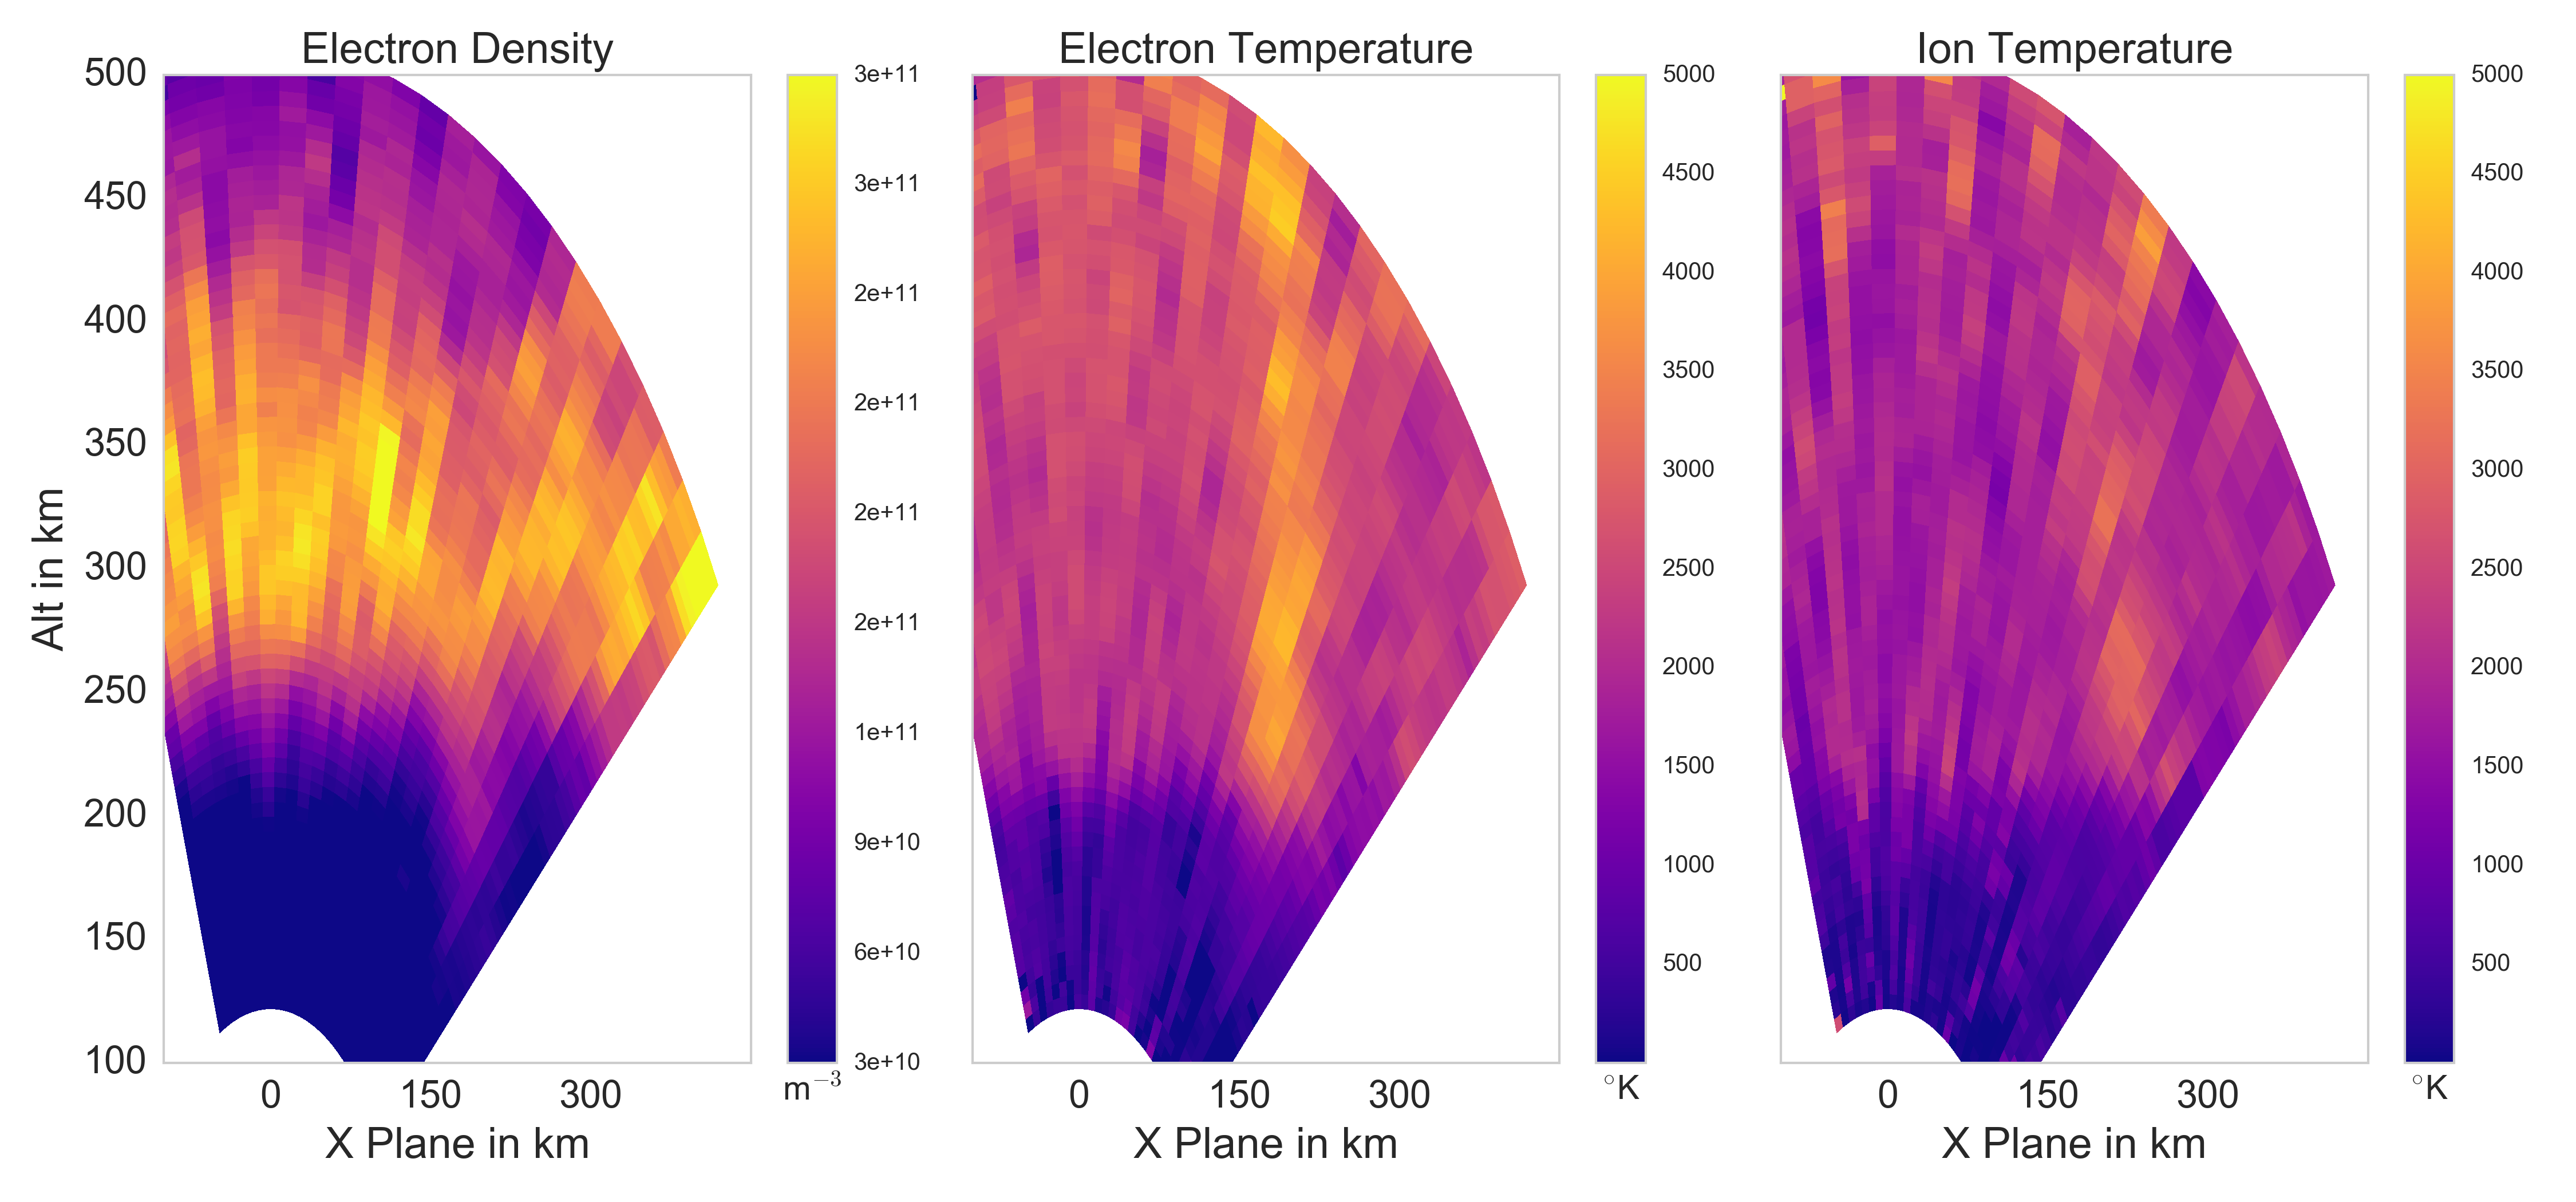 Electron Density
Electron Temperature
Ion Temperature
500
450
400
350
300
250
200
150
100
Alt in km
0 150 300
X Plane in km
3e+11
3e+11
2e+11
2e+11
2e+11
2e+11
1e+11
9e+10
6e+10
3e+10
m⁻³
0 150 300
X Plane in km
5000
4500
4000
3500
3000
2500
2000
1500
1000
500
°K
0 150 300
X Plane in km
5000
4500
4000
3500
3000
2500
2000
1500
1000
500
°K